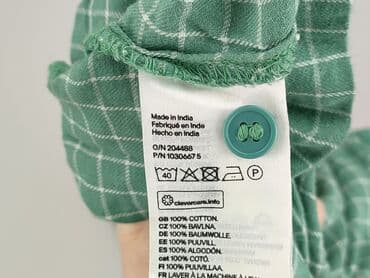 Made in India
Fabriqué en Inde
Hecho en India
O/N 204488
P/N 10306675
40 P
clevercare.info
GB 100% COTTON.
CZ 100% BAVLNA.
DE 100% BAUMWOLLE.
EE 100% PUUVILL.
ES 100% ALGODÓN.
cat 100% COTÓ.
FI 100% PUUVILLAA.
FR LAVER À LA MACHINE À